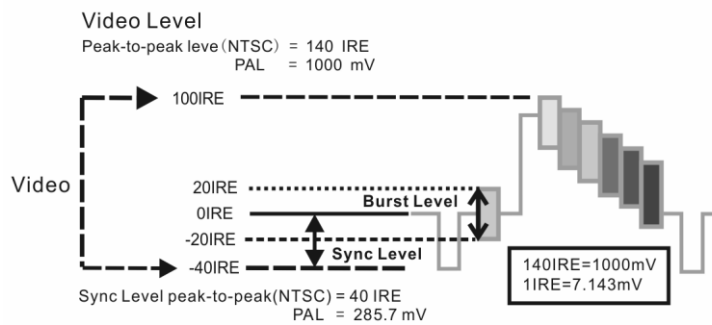 Video Level
Peak-to-peak leve(NTSC) = 140 IRE
PAL = 1000 mV
100IRE
Video
20IRE
Burst Level
0IRE
-20IRE
Sync Level
-40IRE
140IRE=1000mV
1IRE=7.143mV
Sync Level peak-to-peak(NTSC) = 40 IRE
PAL = 285.7 mV